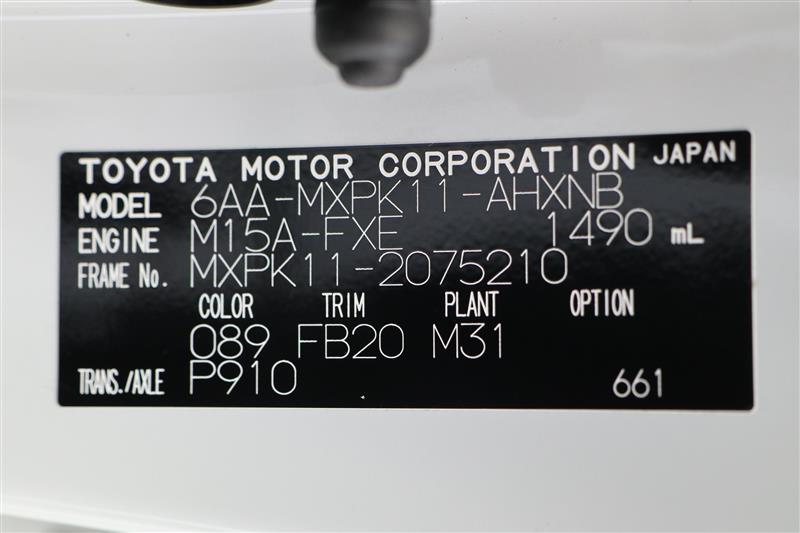 TOYOTA MOTOR CORPORATION JAPAN
MODEL 6AA-MXPK11-AHXNB
ENGINE M15A-FXE 1490 mL
FRAME No. MXPK11-2075210
COLOR TRIM PLANT OPTION
089 FB20 M31
TRANS./AXLE P910 661